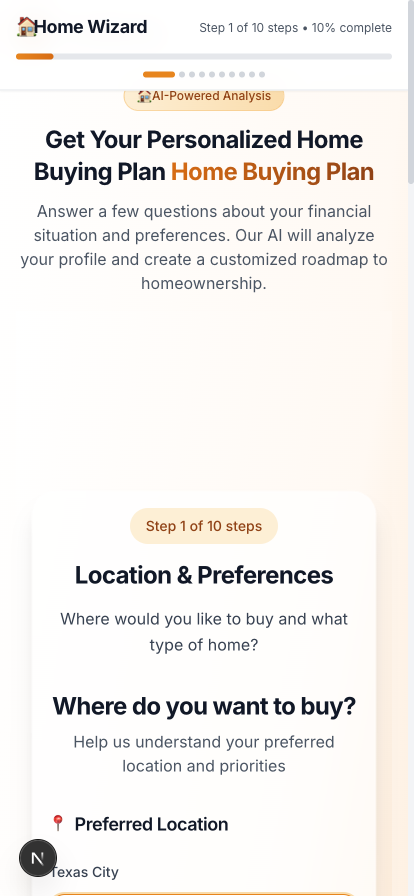 Home Wizard
Step 1 of 10 steps • 10% complete
AI-Powered Analysis
Get Your Personalized Home
Buying Plan Home Buying Plan
Answer a few questions about your financial
situation and preferences. Our AI will analyze
your profile and create a customized roadmap to
homeownership.
Step 1 of 10 steps
Location & Preferences
Where would you like to buy and what
type of home?
Where do you want to buy?
Help us understand your preferred
location and priorities
Preferred Location
N
Texas City